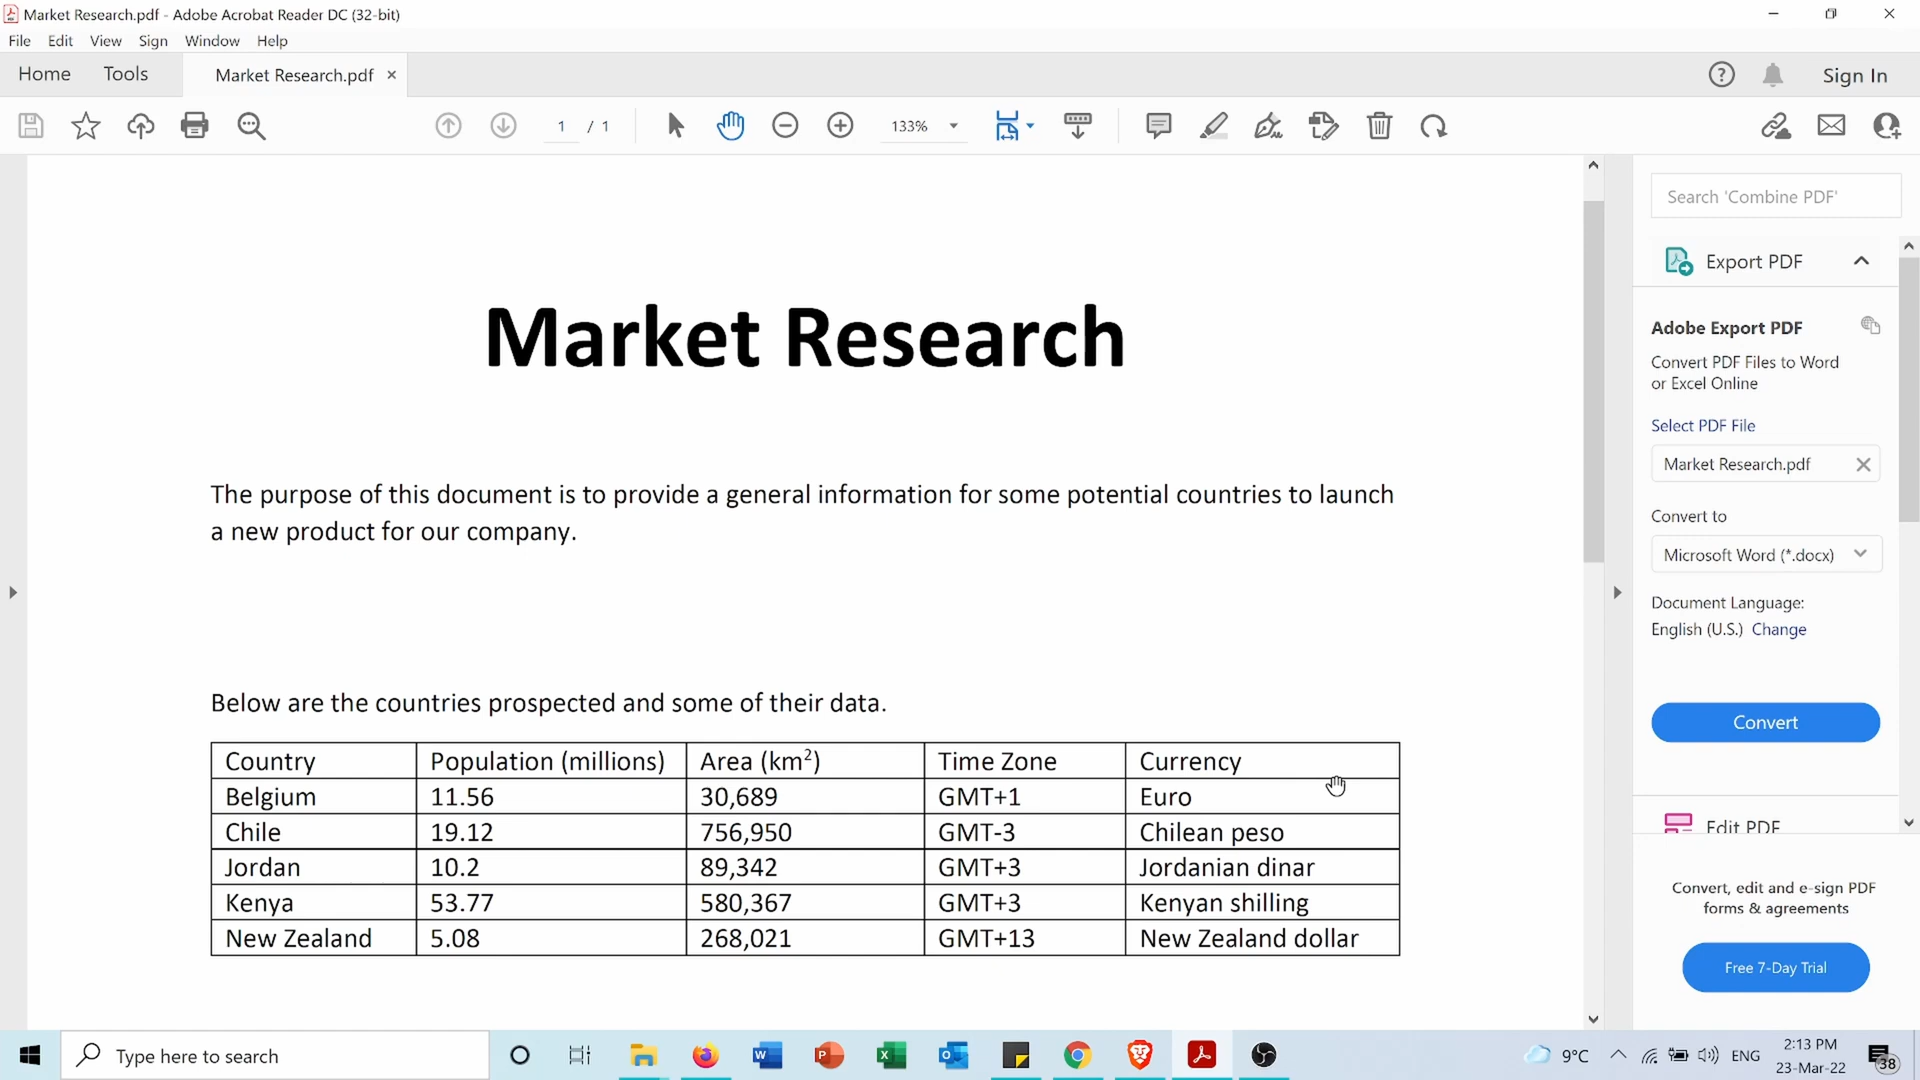 Market Research.pdf - Adobe Acrobat Reader DC (32-bit)
File Edit View Sign Window Help
Home Tools Market Research.pdf × Sign In
1 / 1 133%
Market Research
The purpose of this document is to provide a general information for some potential countries to launch
a new product for our company.
Below are the countries prospected and some of their data.
Country Population (millions) Area (km²) Time Zone Currency
Belgium 11.56 30,689 GMT+1 Euro
Chile 19.12 756,950 GMT-3 Chilean peso
Jordan 10.2 89,342 GMT+3 Jordanian dinar
Kenya 53.77 580,367 GMT+3 Kenyan shilling
New Zealand 5.08 268,021 GMT+13 New Zealand dollar
Search 'Combine PDF'
Export PDF
Adobe Export PDF
Convert PDF Files to Word
or Excel Online
Select PDF File
Market Research.pdf
Convert to
Microsoft Word (*.docx)
Document Language:
English (U.S.) Change
Convert
Edit PDF
Convert, edit and e-sign PDF
forms & agreements
Free 7-Day Trial
Type here to search
9°C ENG
2:13 PM
23-Mar-22
38